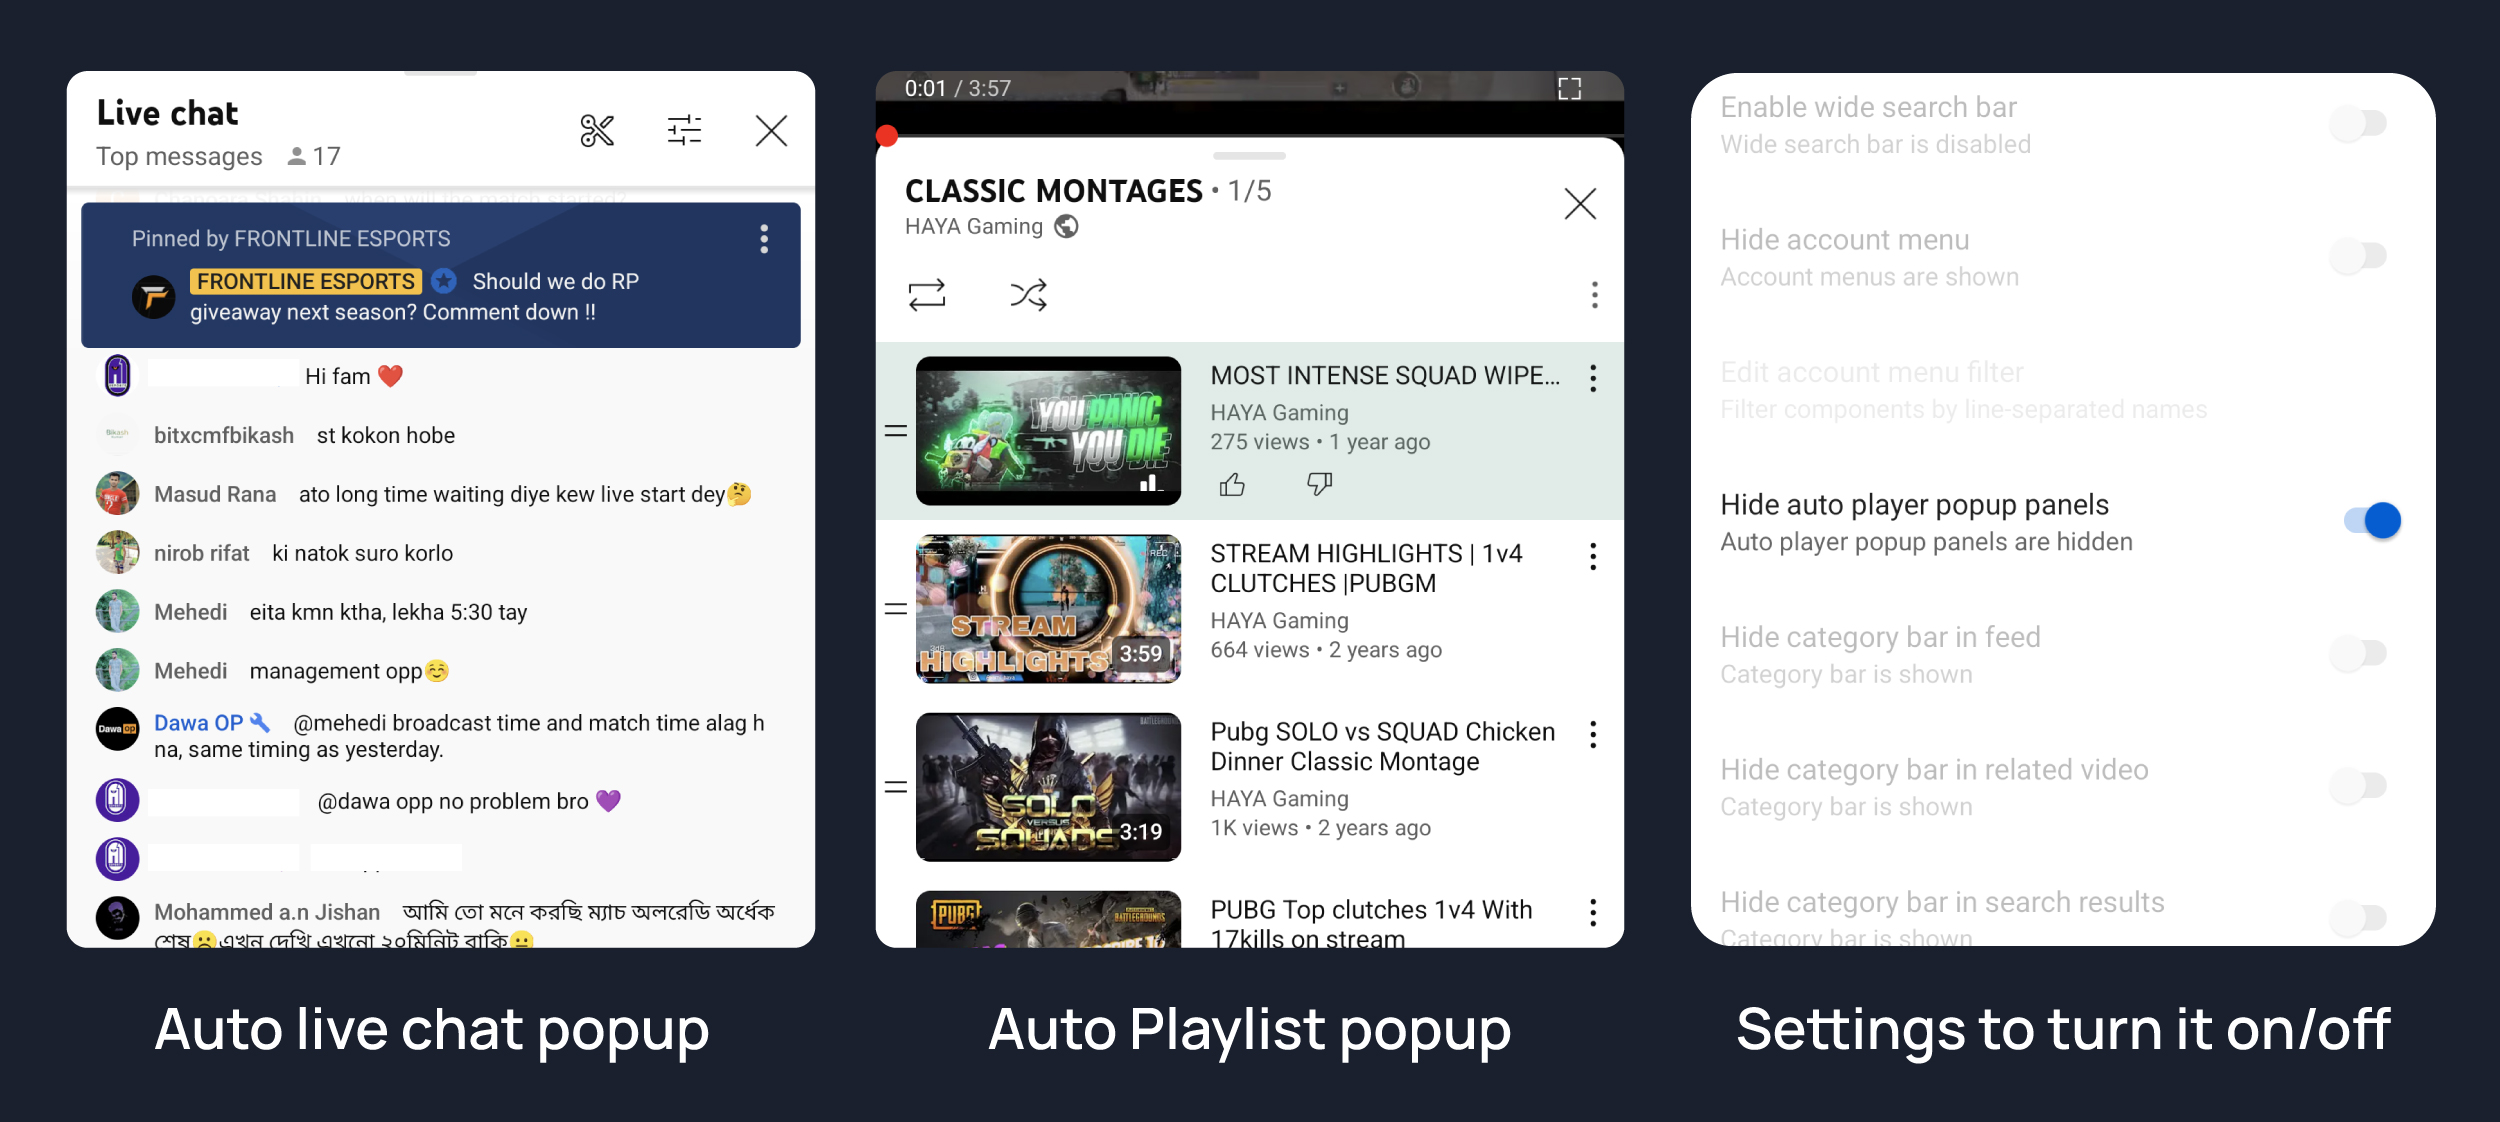 Live chat
Top messages 17
Chanoara Shahin when will the match started?
Pinned by FRONTLINE ESPORTS
FRONTLINE ESPORTS Should we do RP
giveaway next season? Comment down !!
Hi fam ❤️
Bikash
bitxcmfbikash st kokon hobe
Masud Rana ato long time waiting diye kew live start dey🤔
nirob rifat ki natok suro korlo
Mehedi eita kmn ktha, lekha 5:30 tay
Mehedi management opp☺️
Dawa OP
Dawa OP 🔧 @mehedi broadcast time and match time alag h
na, same timing as yesterday.
@dawa opp no problem bro 💜
Mohammed a.n Jishan আমি তো মনে করছি ম্যাচ অলরেডি অর্ধেক
শেষ🙁এখন দেখি এখনো ২০মিনিট বাকি😐
Auto live chat popup
0:01 / 3:57
CLASSIC MONTAGES • 1/5
HAYA Gaming
YOU PANIC
YOU DIE
MOST INTENSE SQUAD WIPE...
HAYA Gaming
275 views • 1 year ago
REC
STREAM
HIGHLIGHTS
3:59
STREAM HIGHLIGHTS | 1v4
CLUTCHES |PUBGM
HAYA Gaming
664 views • 2 years ago
SOLO
VERSUS
SQUADS
3:19
Pubg SOLO vs SQUAD Chicken
Dinner Classic Montage
HAYA Gaming
1K views • 2 years ago
PUBG
BATTLEGROUNDS
PUBG Top clutches 1v4 With
17kills on stream
Auto Playlist popup
Enable wide search bar
Wide search bar is disabled
Hide account menu
Account menus are shown
Edit account menu filter
Filter components by line-separated names
Hide auto player popup panels
Auto player popup panels are hidden
Hide category bar in feed
Category bar is shown
Hide category bar in related video
Category bar is shown
Hide category bar in search results
Category bar is shown
Settings to turn it on/off